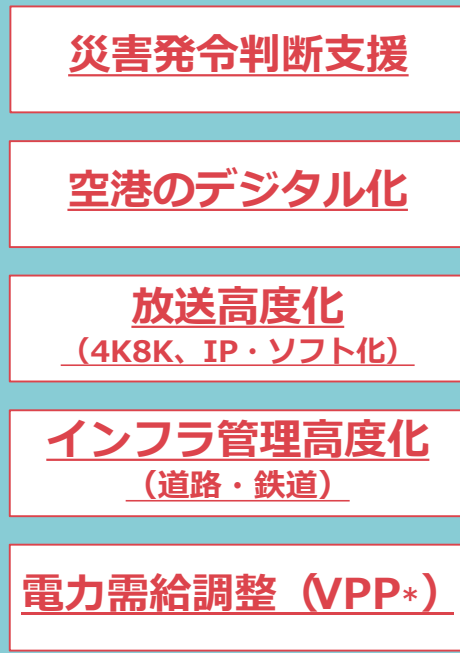 災害発令判断支援
空港のデジタル化
放送高度化
（4K8K、IP・ソフト化）
インフラ管理高度化
（道路・鉄道）
電力需給調整（VPP*）